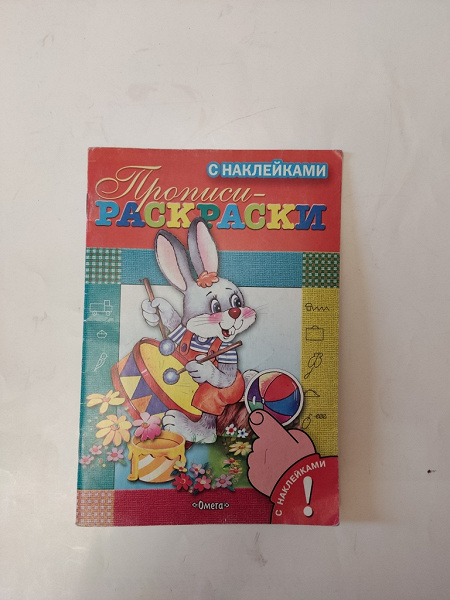 С НАКЛЕЙКАМИ
Прописи-
РАСКРАСКИ
С НАКЛЕЙКАМИ
!
«Омега»